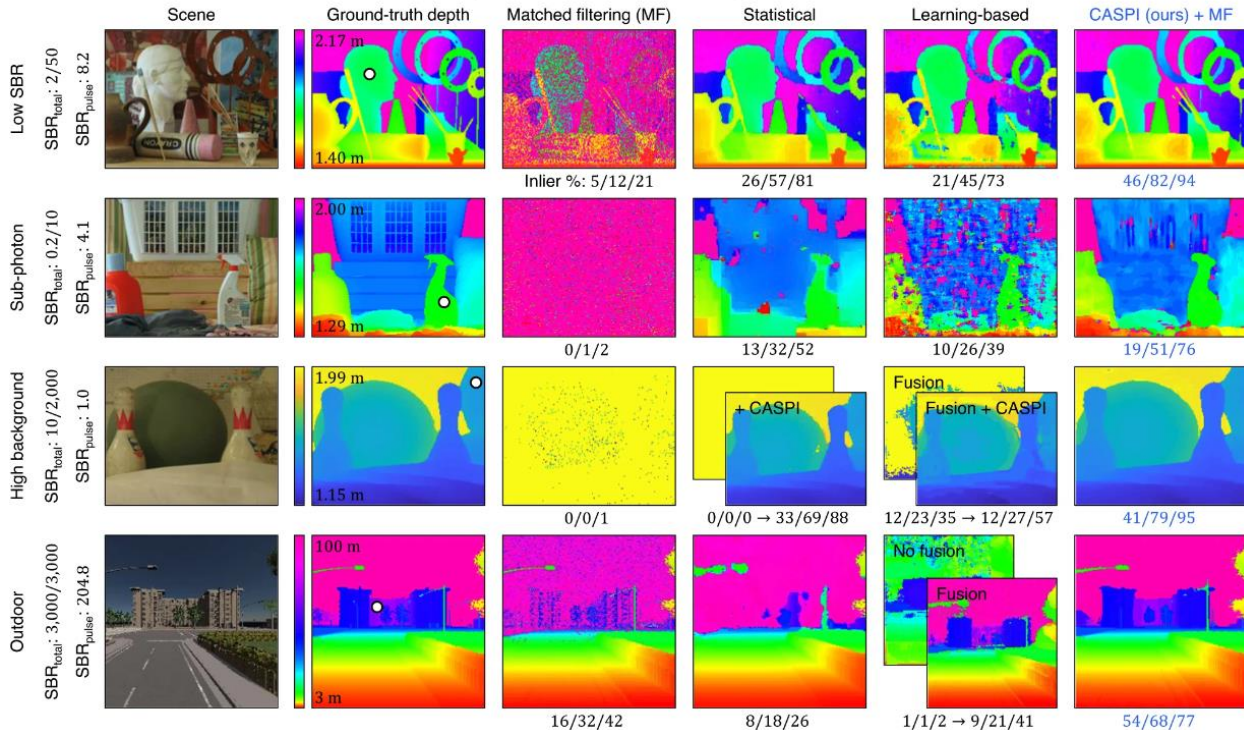 Scene Ground-truth depth Matched filtering (MF) Statistical Learning-based CASPI (ours) + MF
Low SBR
SBRtotal: 2/50
SBRpulse: 8.2
2.17 m
1.40 m
CRAYON
Inlier %: 5/12/21 26/57/81 21/45/73 46/82/94
Sub-photon
SBRtotal: 0.2/10
SBRpulse: 4.1
2.00 m
1.29 m
0/1/2 13/32/52 10/26/39 19/51/76
High background
SBRtotal: 10/2,000
SBRpulse: 1.0
1.99 m
1.15 m
+ CASPI
Fusion
Fusion + CASPI
0/0/1 0/0/0 → 33/69/88 12/23/35 → 12/27/57 41/79/95
Outdoor
SBRtotal: 3,000/3,000
SBRpulse: 204.8
100 m
3 m
No fusion
Fusion
16/32/42 8/18/26 1/1/2 → 9/21/41 54/68/77